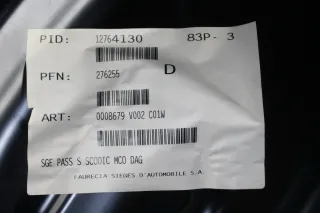 PID: 12764130 83P- 3
PFN: 276255 D
ART: 0008679 V002 C01W
SGE PASS S SCODIC MCO DAG
FAURECIA SIEGES D'AUTOMOBILE S.A.